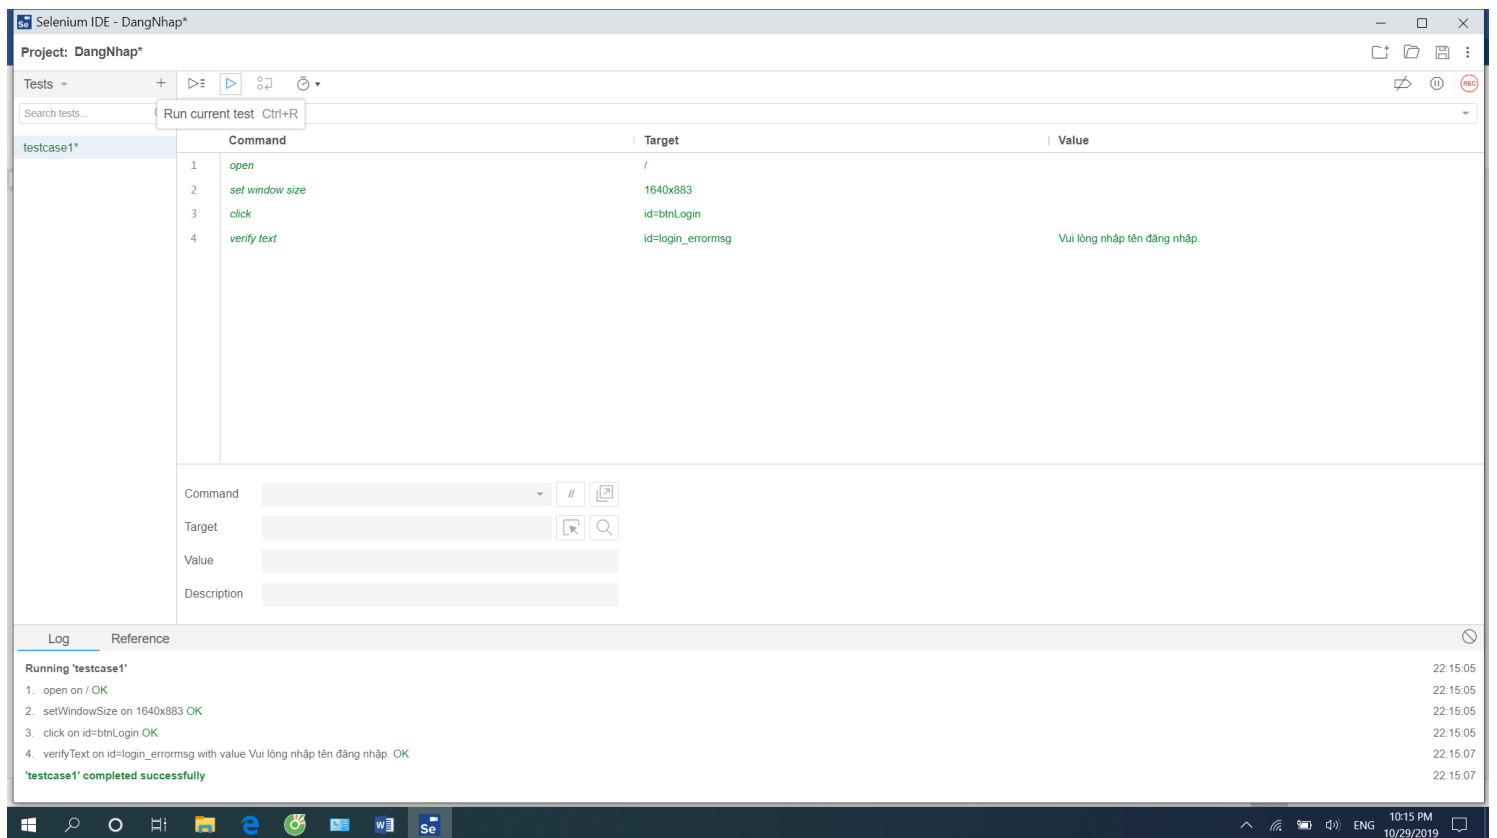 Selenium IDE - DangNhap*
Project: DangNhap*
Tests
Run current test Ctrl+R
Search tests...
testcase1*
Command Target Value
1 open /
2 set window size 1640x883
3 click id=btnLogin
4 verify text id=login_errormsg Vui lòng nhập tên đăng nhập.
Command //
Target
Value
Description
Log Reference
Running 'testcase1' 22:15:05
1. open on / OK 22:15:05
2. setWindowSize on 1640x883 OK 22:15:05
3. click on id=btnLogin OK 22:15:05
4. verifyText on id=login_errormsg with value Vui lòng nhập tên đăng nhập. OK 22:15:07
'testcase1' completed successfully 22:15:07
REC
Se
ENG
10:15 PM
10/29/2019